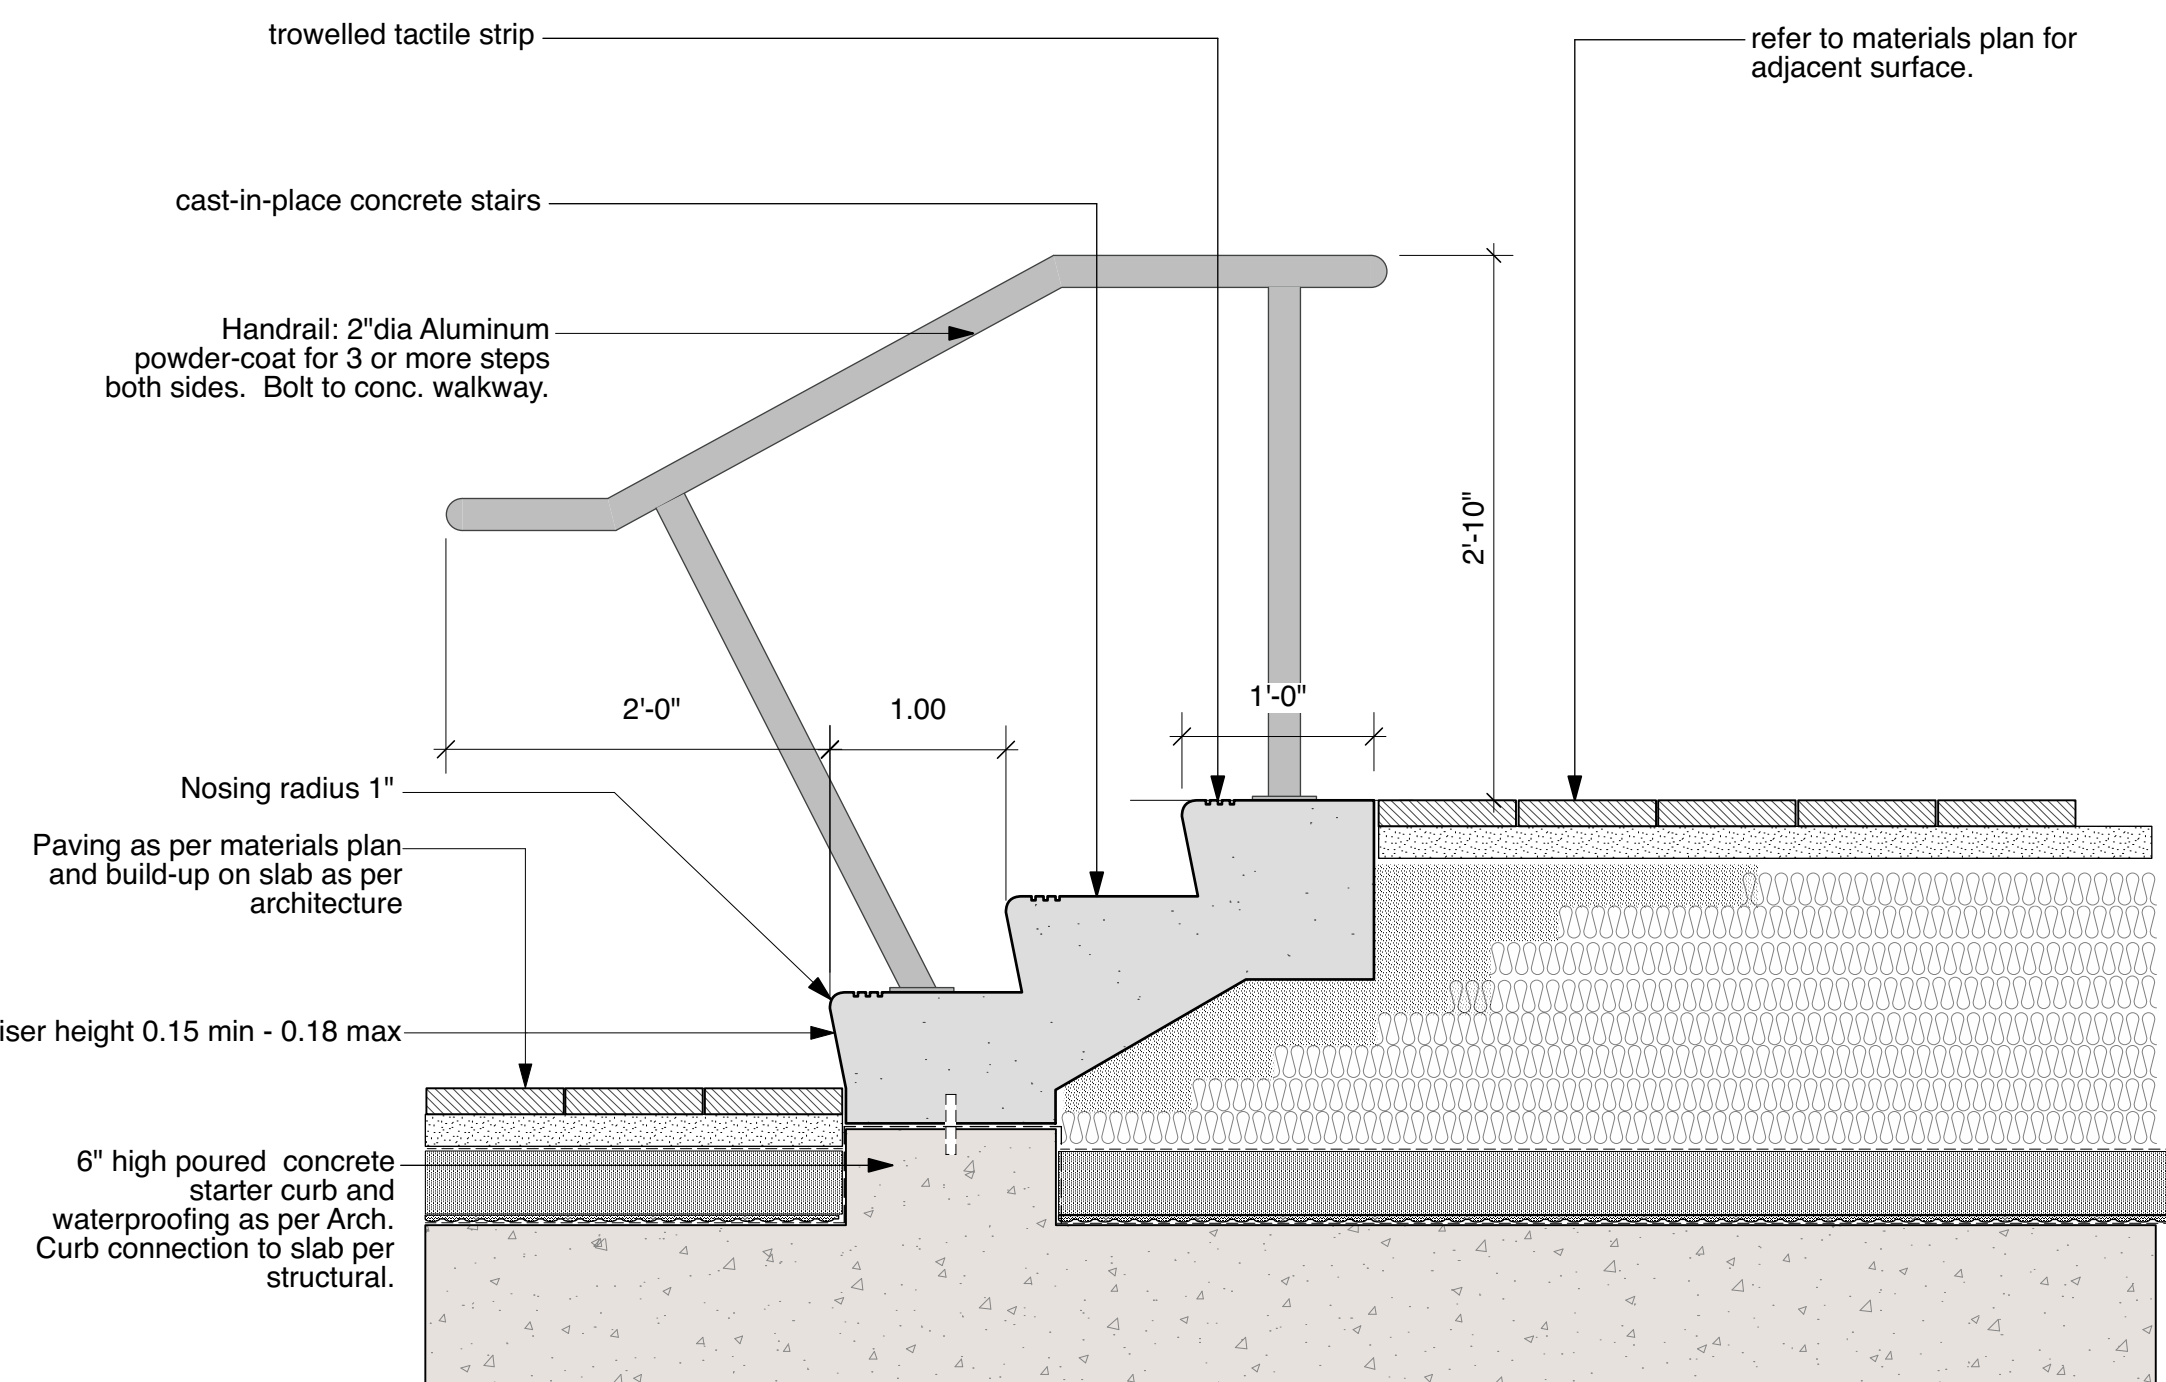 trowelled tactile strip
refer to materials plan for
adjacent surface.
cast-in-place concrete stairs
Handrail: 2"dia Aluminum
powder-coat for 3 or more steps
both sides.  Bolt to conc. walkway.
2'-10"
2'-0"
1.00
1'-0"
Nosing radius 1"
Paving as per materials plan
and build-up on slab as per
architecture
iser height 0.15 min - 0.18 max
6" high poured  concrete
starter curb and
waterproofing as per Arch.
Curb connection to slab per
structural.